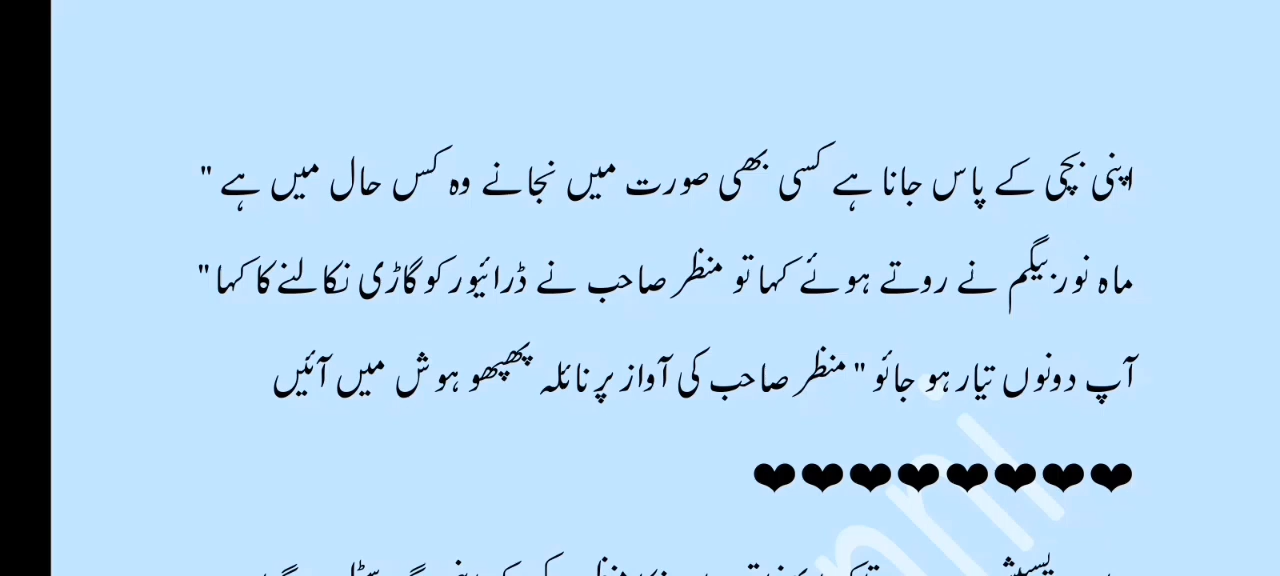 اپنی بچی کے پاس جانا ہے کسی بھی صورت میں نجانے وہ کس حال میں ہے "
ماہ نور بیگم نے روتے ہوئے کہا تو منظر صاحب نے ڈرائیور کو گاڑی نکالنے کا کہا "
آپ دونوں تیار ہو جائو " منظر صاحب کی آواز پر نائلہ پھپھو ہوش میں آئیں
❤❤❤❤❤❤❤❤